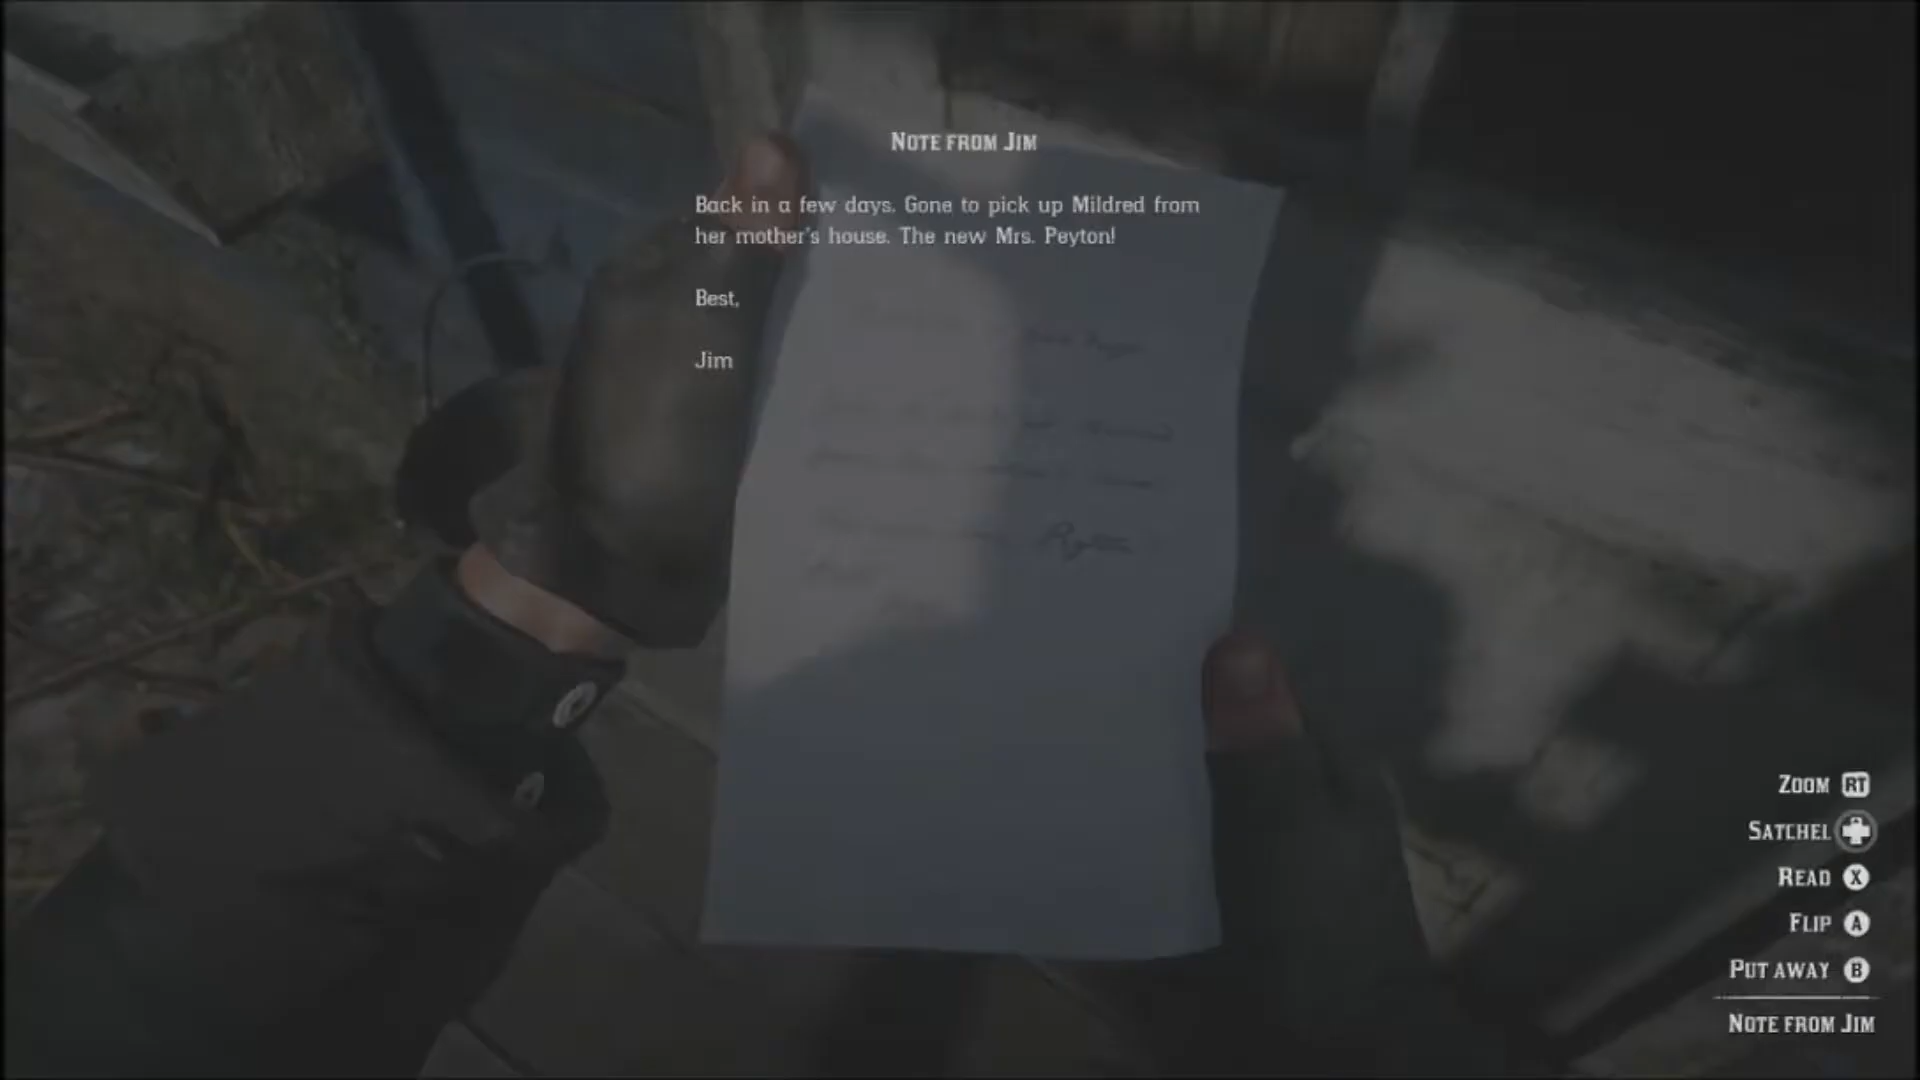 NOTE FROM JIM
Back in a few days. Gone to pick up Mildred from
her mother's house. The new Mrs. Peyton!
Best,
Jim
Peyton
ZOOM RT
SATCHEL
READ X
FLIP A
PUT AWAY B
NOTE FROM JIM